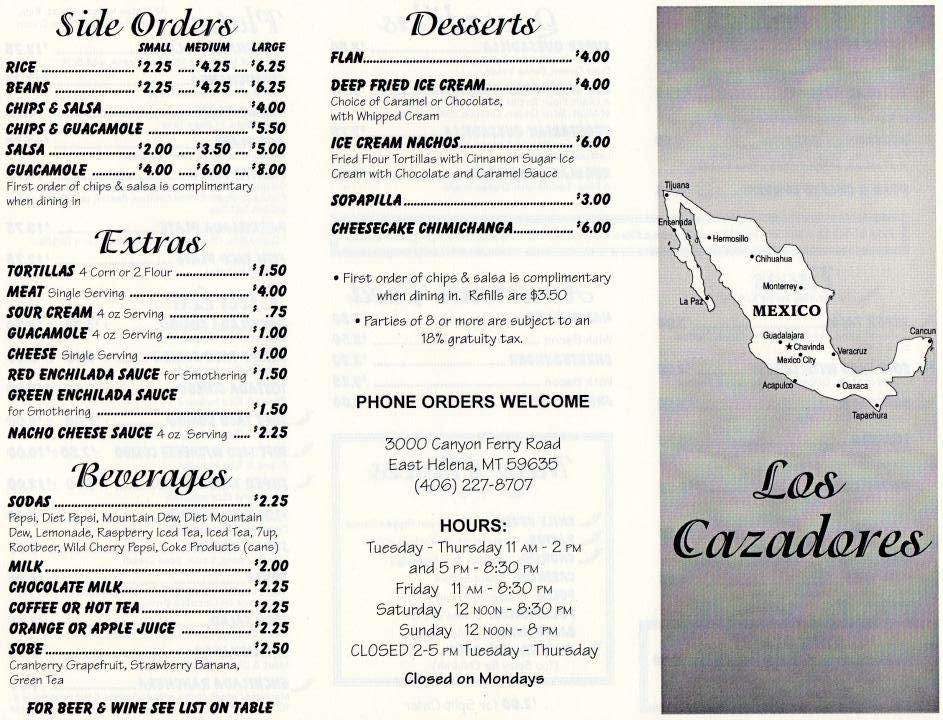 Side Orders
SMALL MEDIUM LARGE
RICE ........................ $2.25 ....$4.25 .... $6.25
BEANS ..................... $2.25 ....$4.25 .... $6.25
CHIPS & SALSA .................................... $4.00
CHIPS & GUACAMOLE ......................... $5.50
SALSA ...................... $2.00 ....$3.50 .... $5.00
GUACAMOLE ............ $4.00 .....$6.00 .... $8.00
First order of chips & salsa is complimentary
when dining in
Extras
TORTILLAS 4 Corn or 2 Flour .................. $1.50
MEAT Single Serving ............................... $4.00
SOUR CREAM 4 oz Serving ..................... $ .75
GUACAMOLE 4 oz Serving ...................... $1.00
CHEESE Single Serving ............................ $1.00
RED ENCHILADA SAUCE for Smothering $1.50
GREEN ENCHILADA SAUCE
for Smothering ...................................... $1.50
NACHO CHEESE SAUCE 4 oz Serving ..... $2.25
Beverages
SODAS ................................................ $2.25
Pepsi, Diet Pepsi, Mountain Dew, Diet Mountain
Dew, Lemonade, Raspberry Iced Tea, Iced Tea, 7up,
Rootbeer, Wild Cherry Pepsi, Coke Products (cans)
MILK................................................... $2.00
CHOCOLATE MILK................................ $2.25
COFFEE OR HOT TEA ........................... $2.25
ORANGE OR APPLE JUICE .................. $2.25
SOBE .................................................. $2.50
Cranberry Grapefruit, Strawberry Banana,
Green Tea
FOR BEER & WINE SEE LIST ON TABLE
Desserts
FLAN.................................................... $4.00
DEEP FRIED ICE CREAM...................... $4.00
Choice of Caramel or Chocolate,
with Whipped Cream
ICE CREAM NACHOS............................ $6.00
Fried Flour Tortillas with Cinnamon Sugar Ice
Cream with Chocolate and Caramel Sauce
SOPAPILLA .......................................... $3.00
CHEESECAKE CHIMICHANGA............... $6.00
• First order of chips & salsa is complimentary
when dining in. Refills are $3.50
• Parties of 8 or more are subject to an
18% gratuity tax.
PHONE ORDERS WELCOME
3000 Canyon Ferry Road
East Helena, MT 59635
(406) 227-8707
HOURS:
Tuesday - Thursday 11 AM - 2 PM
and 5 PM - 8:30 PM
Friday 11 AM - 8:30 PM
Saturday 12 NOON - 8:30 PM
Sunday 12 NOON - 8 PM
CLOSED 2-5 PM Tuesday - Thursday
Closed on Mondays
Tijuana
Ensenada
Hermosillo
Chihuahua
Monterrey
La Paz
MEXICO
Guadalajara
Chavinda
Mexico City
Veracruz
Cancun
Acapulco
Oaxaca
Tapachura
Los
Cazadores